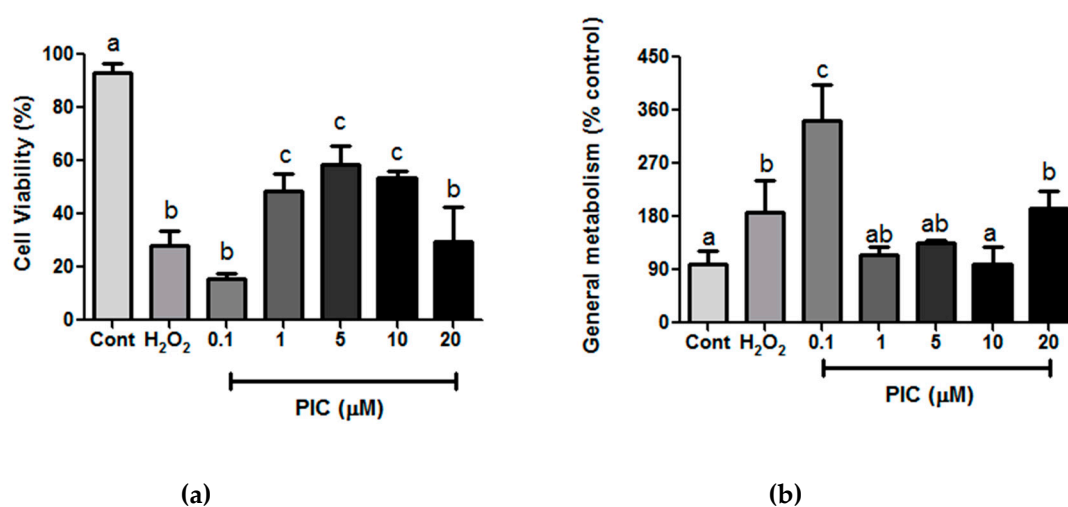 Cell Viability (%)
100
80
60
40
20
0
a
b
b
c
c
c
b
Cont H₂O₂ 0.1 1 5 10 20
PIC (μM)
(a)
General metabolism (% control)
450
360
270
180
90
0
a
b
c
ab
ab
a
b
Cont H₂O₂ 0.1 1 5 10 20
PIC (μM)
(b)